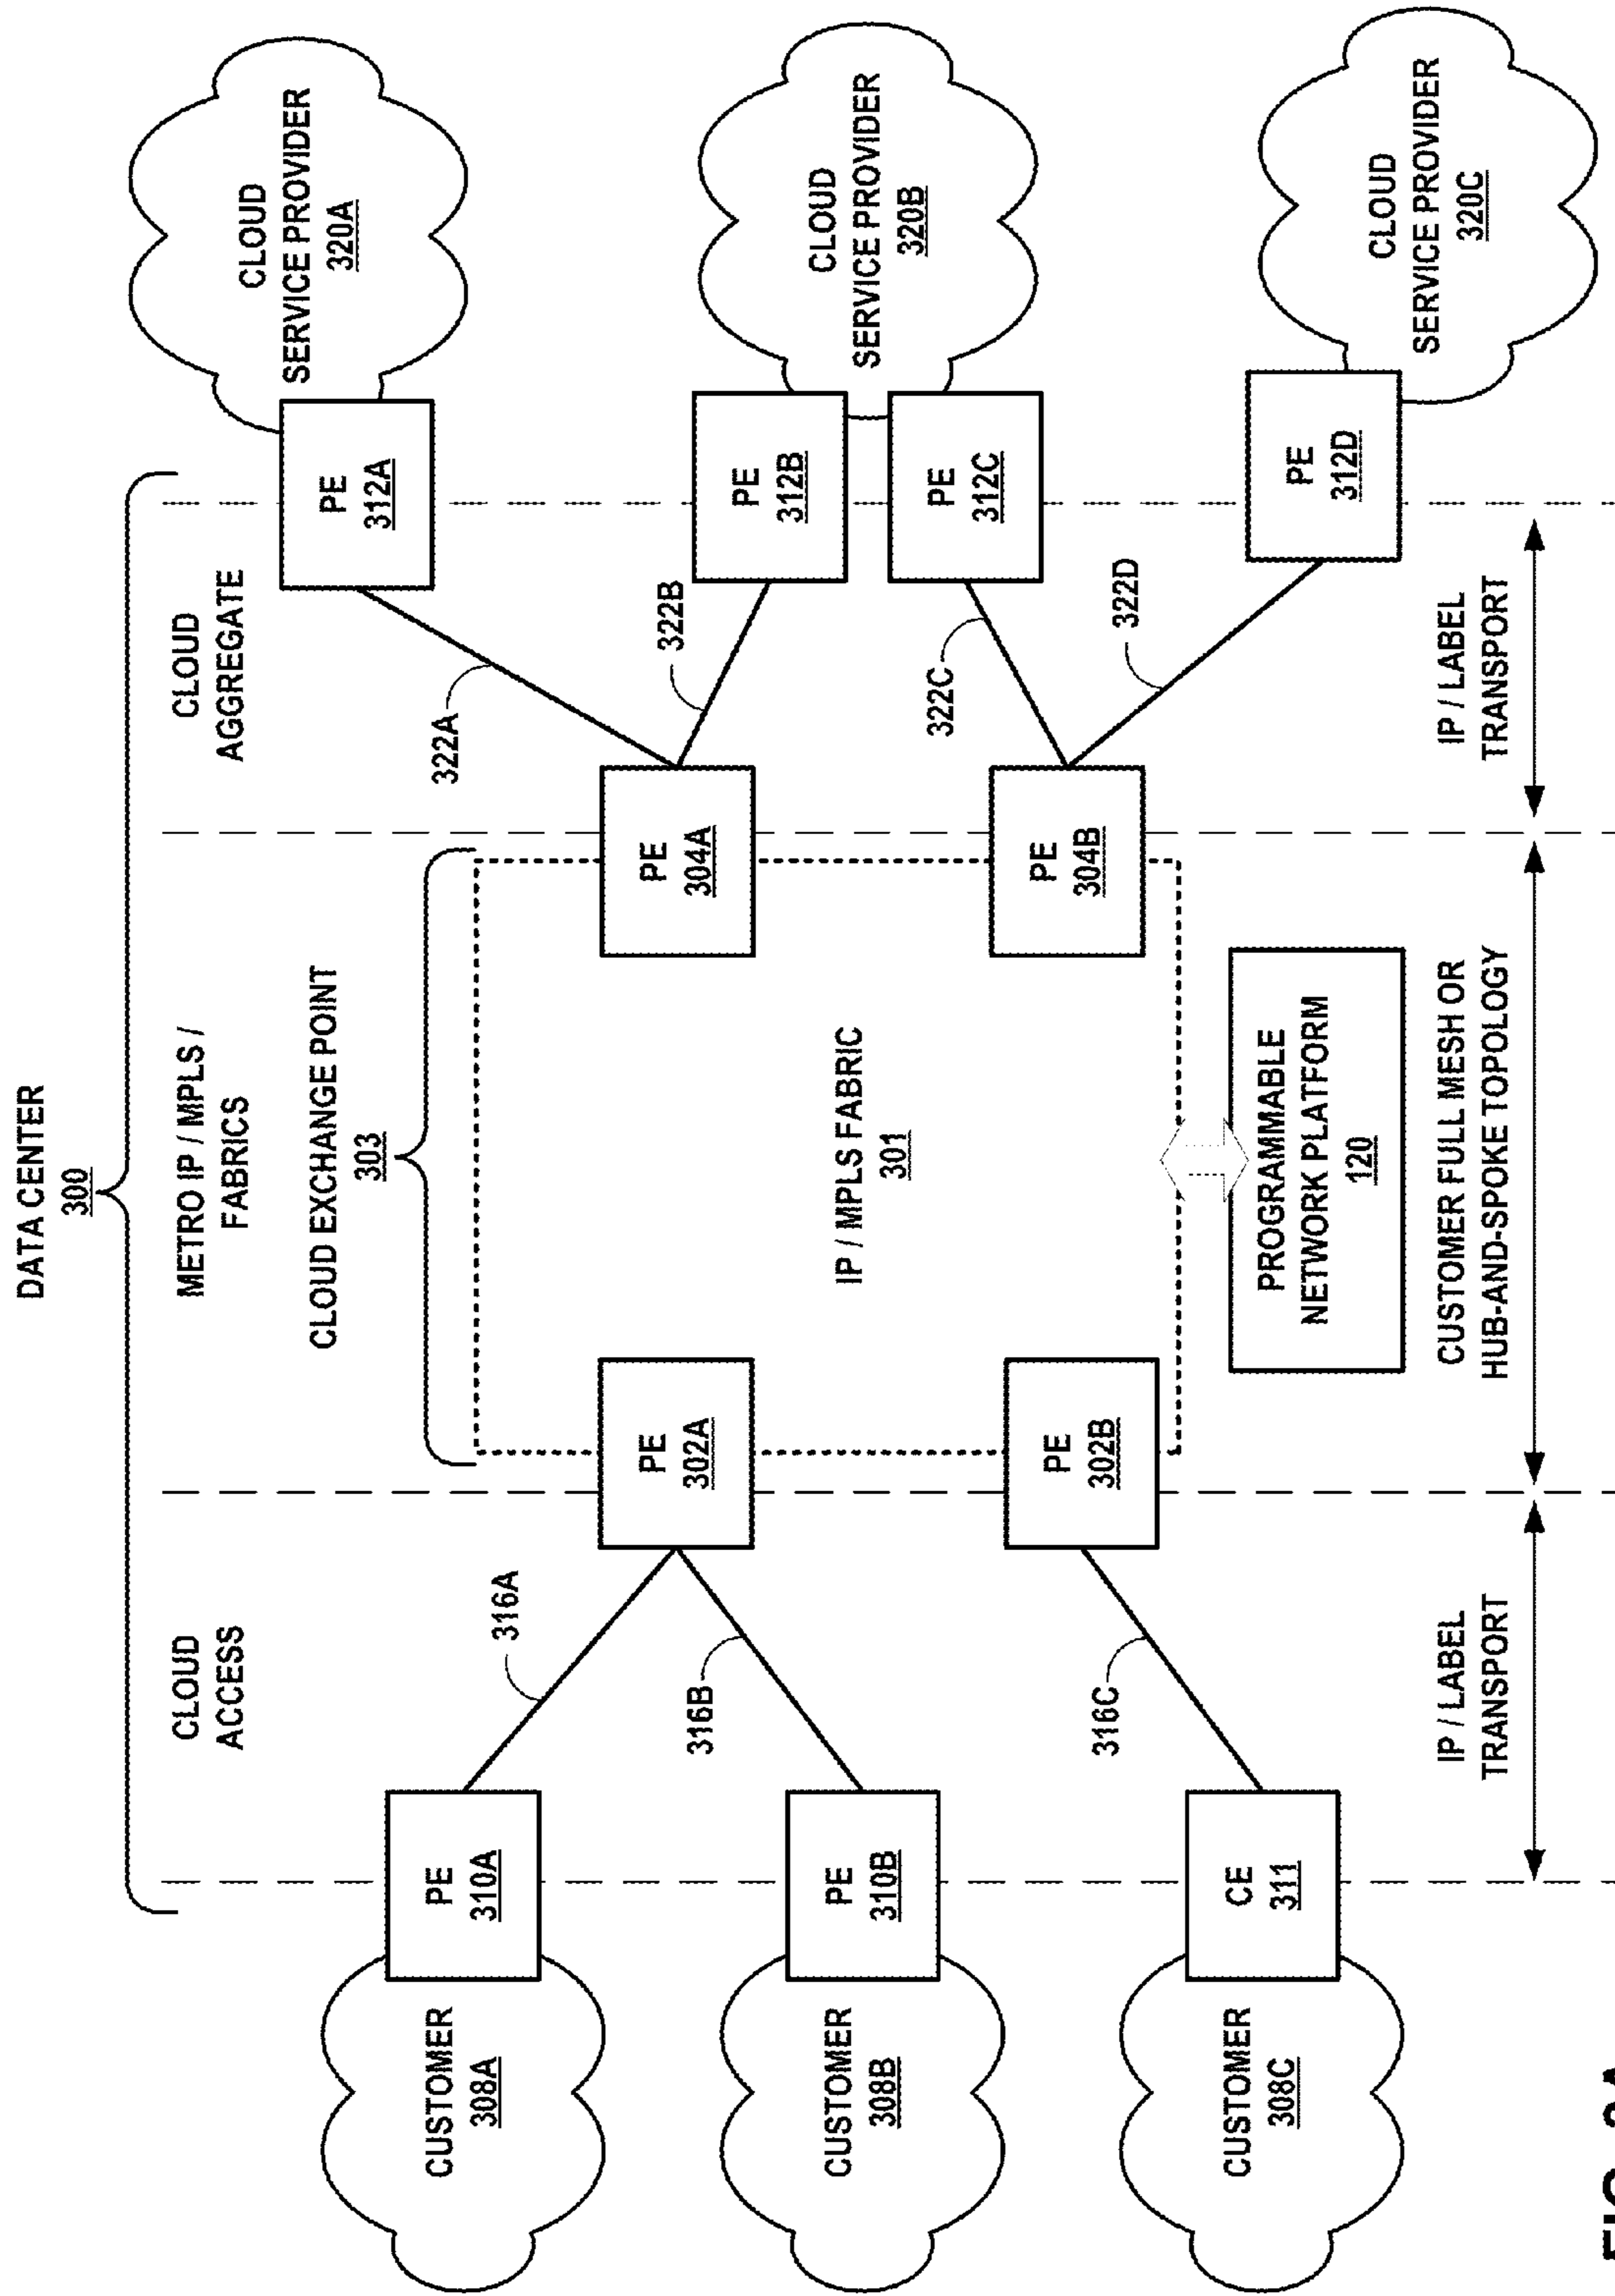 DATA CENTER
300
CLOUD
ACCESS
METRO IP / MPLS /
FABRICS
CLOUD
AGGREGATE
CLOUD EXCHANGE POINT
303
CUSTOMER
308A
PE
310A
316A
PE
302A
PE
304A
322A
PE
312A
CLOUD
SERVICE PROVIDER
320A
CUSTOMER
308B
PE
310B
316B
IP / MPLS FABRIC
301
322B
PE
312B
CLOUD
SERVICE PROVIDER
320B
PE
312C
322C
CUSTOMER
308C
CE
311
316C
PE
302B
PE
304B
322D
PE
312D
CLOUD
SERVICE PROVIDER
320C
PROGRAMMABLE
NETWORK PLATFORM
120
IP / LABEL
TRANSPORT
CUSTOMER FULL MESH OR
HUB-AND-SPOKE TOPOLOGY
IP / LABEL
TRANSPORT